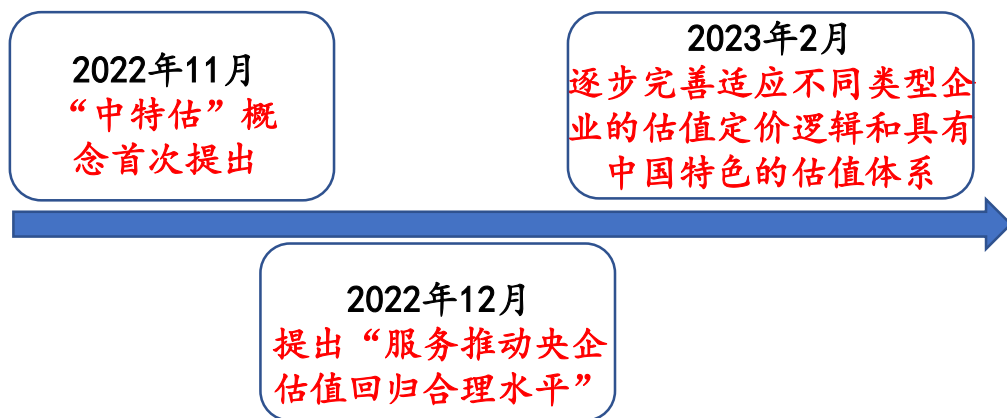 2022年11月
“中特估”概
念首次提出
2022年12月
提出“服务推动央企
估值回归合理水平”
2023年2月
逐步完善适应不同类型企
业的估值定价逻辑和具有
中国特色的估值体系